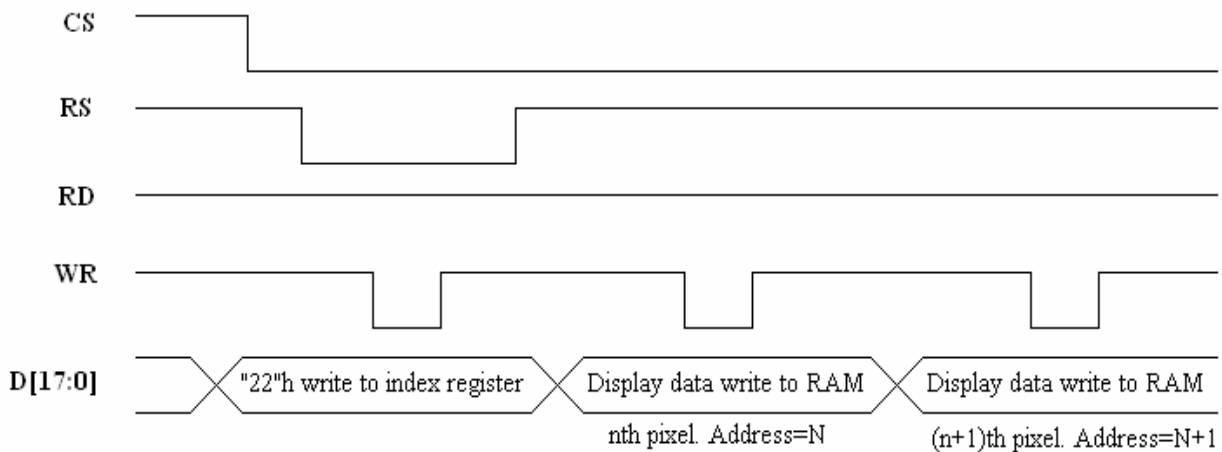 CS
RS
RD
WR
D[17:0]
"22"h write to index register
Display data write to RAM
Display data write to RAM
nth pixel. Address=N
(n+1)th pixel. Address=N+1